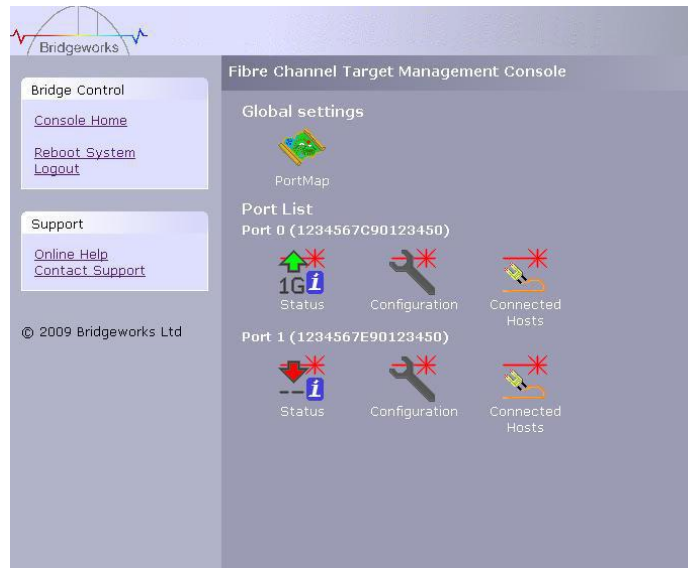 Bridgeworks
Bridge Control
Console Home
Reboot System
Logout
Support
Online Help
Contact Support
© 2009 Bridgeworks Ltd
Fibre Channel Target Management Console
Global settings
PortMap
Port List
Port 0 (1234567C90123450)
1G i
Status
Configuration
Connected
Hosts
Port 1 (1234567E90123450)
-- i
Status
Configuration
Connected
Hosts